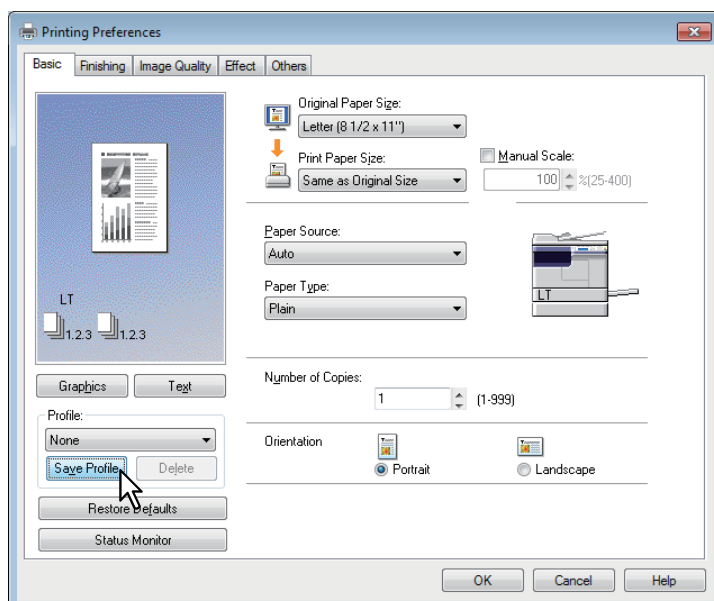 Printing Preferences
Basic Finishing Image Quality Effect Others
LT
1.2.3 1.2.3
Graphics Text
Profile:
None
Save Profile Delete
Restore Defaults
Status Monitor
Original Paper Size:
Letter (8 1/2 x 11")
Print Paper Size:
Same as Original Size
Manual Scale:
100 %(25-400)
Paper Source:
Auto
Paper Type:
Plain
LT
Number of Copies:
1 (1-999)
Orientation
Portrait Landscape
OK Cancel Help